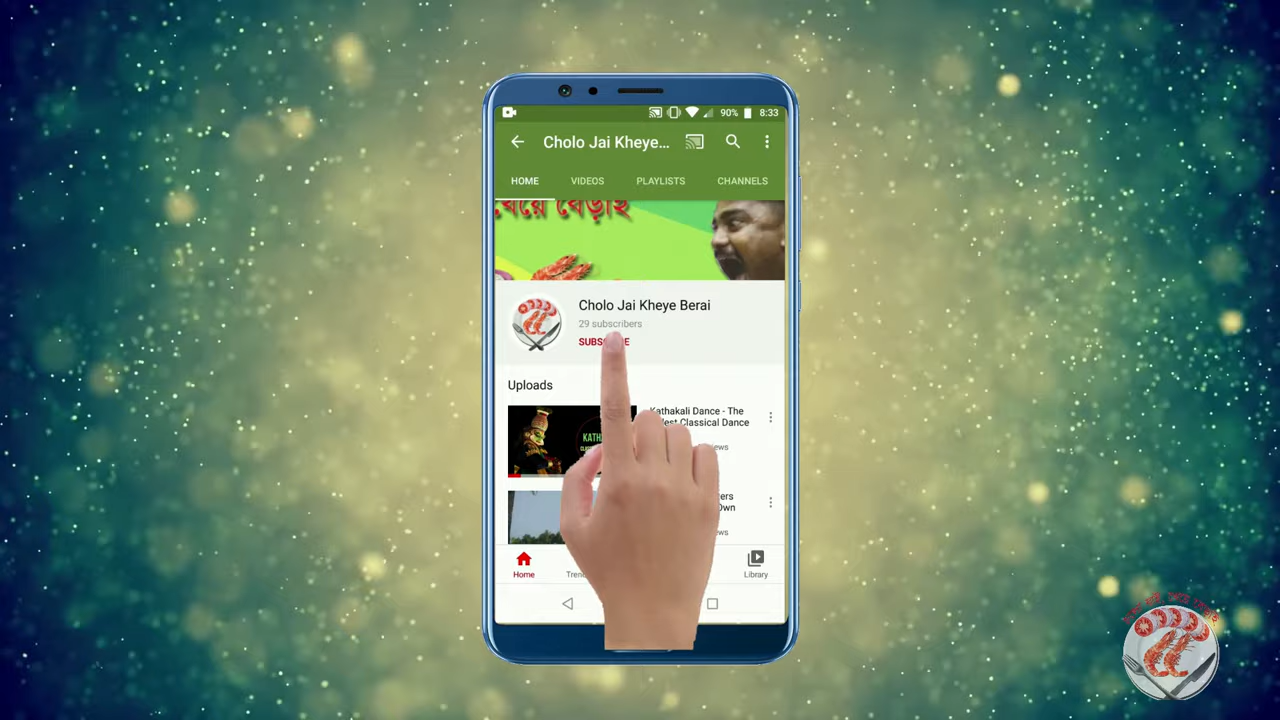 90% 8:33
Cholo Jai Kheye...
HOME VIDEOS PLAYLISTS CHANNELS
খেয়ে বেড়াই
Cholo Jai Kheye Berai
29 subscribers
Uploads
Kathakali Dance - The
Classical Dance
Own
Home
Library